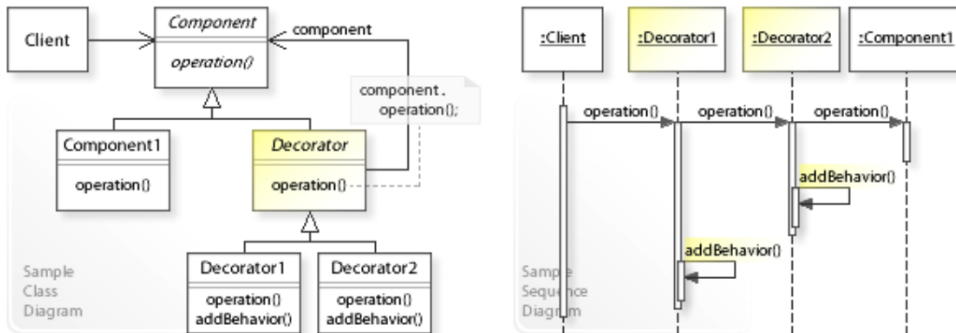 Client
Component
operation()
component
component.
operation();
Component1
operation()
Decorator
operation()
Decorator1
operation()
addBehavior()
Decorator2
operation()
addBehavior()
Sample
Class
Diagram
:Client
:Decorator1
:Decorator2
:Component1
operation()
operation()
operation()
addBehavior()
addBehavior()
Sample
Sequence
Diagram